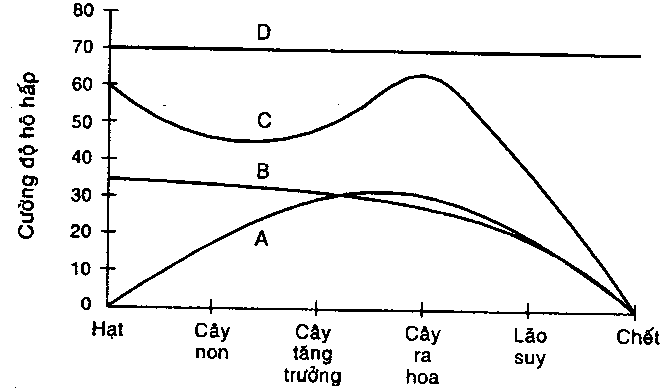 Cường độ hô hấp
80
70
60
50
40
30
20
10
0
D
C
B
A
Hạt
Cây
non
Cây
tăng
trưởng
Cây
ra
hoa
Lão
suy
Chết